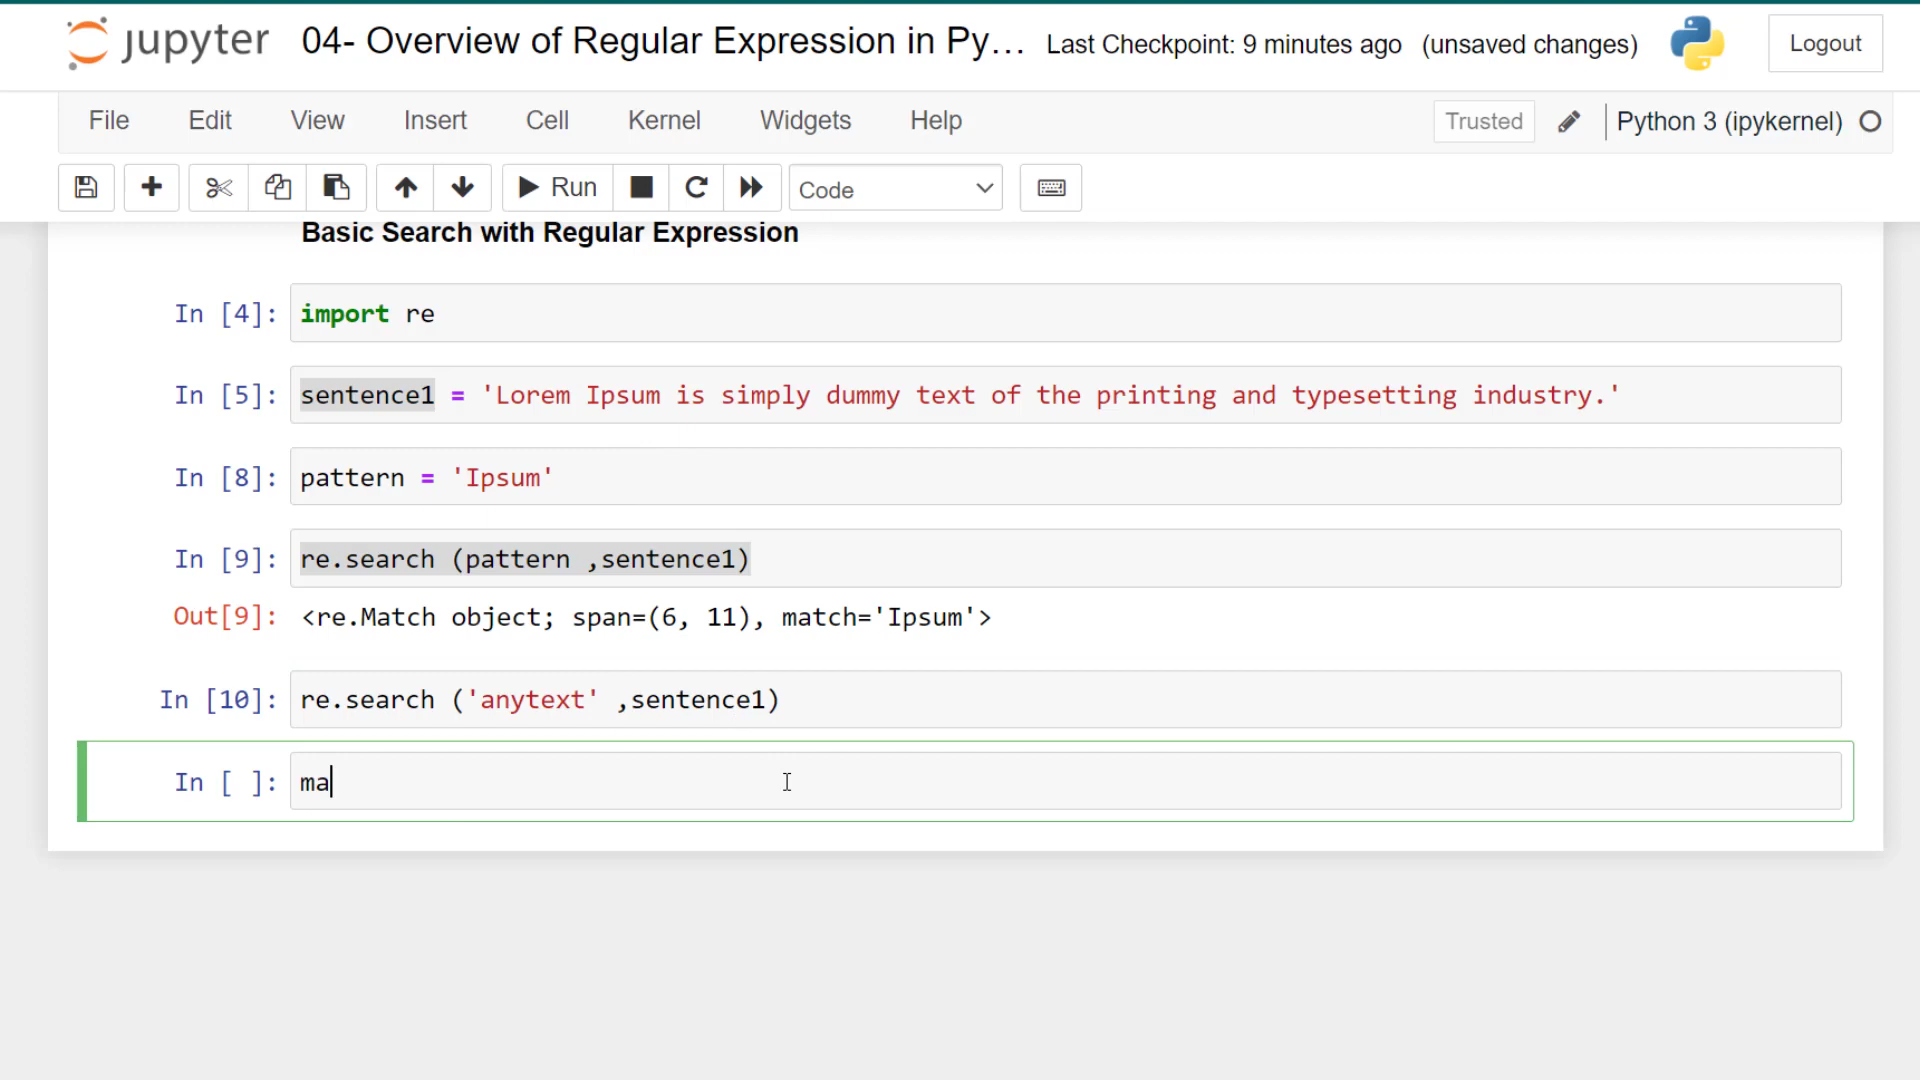 jupyter 04- Overview of Regular Expression in Py... Last Checkpoint: 9 minutes ago (unsaved changes) Logout
File Edit View Insert Cell Kernel Widgets Help Trusted Python 3 (ipykernel)
Run Code
Basic Search with Regular Expression
In [4]: import re
In [5]: sentence1 = 'Lorem Ipsum is simply dummy text of the printing and typesetting industry.'
In [8]: pattern = 'Ipsum'
In [9]: re.search (pattern ,sentence1)
Out[9]: <re.Match object; span=(6, 11), match='Ipsum'>
In [10]: re.search ('anytext' ,sentence1)
In [ ]: ma